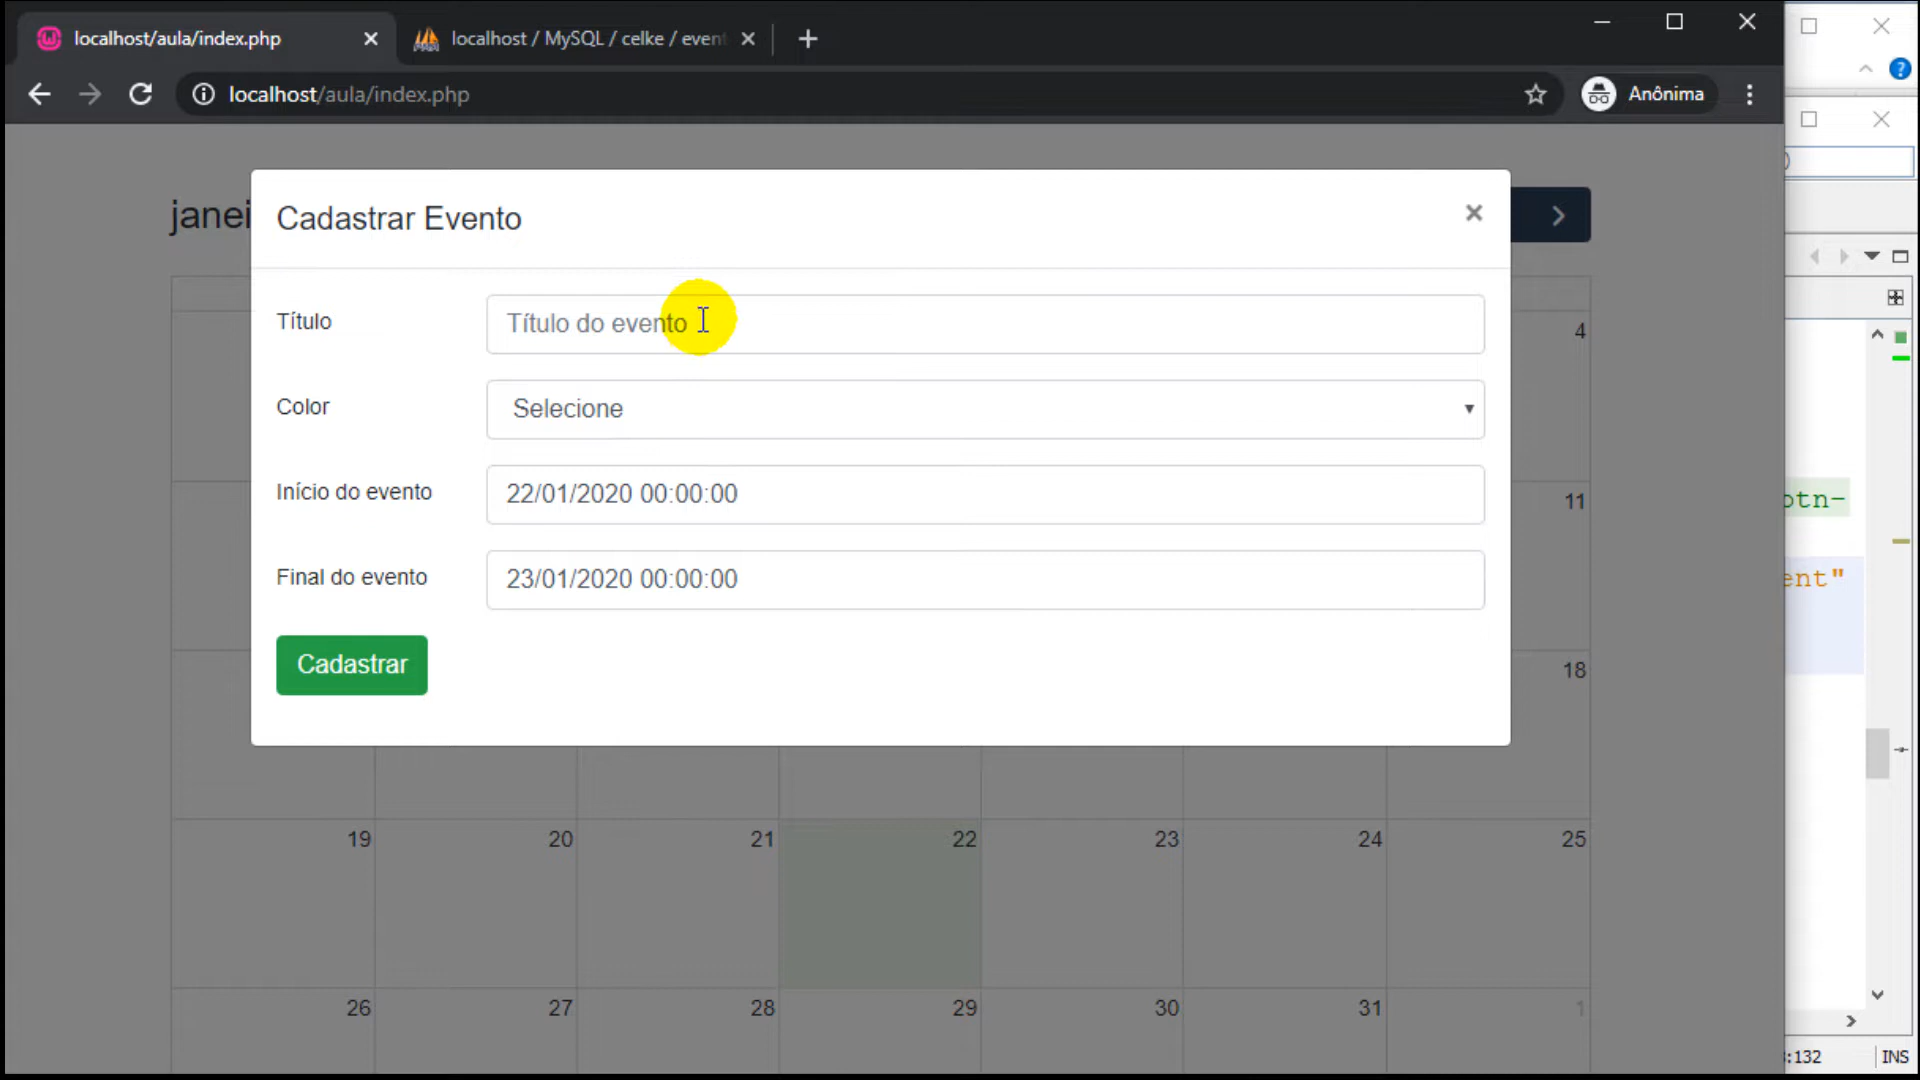 localhost/aula/index.php
localhost / MySQL / celke / event
localhost/aula/index.php
Anônima
janei
Cadastrar Evento
×
Título
Título do evento
Color
Selecione
Início do evento
22/01/2020 00:00:00
Final do evento
23/01/2020 00:00:00
Cadastrar
4
11
18
19 20 21 22 23 24 25
26 27 28 29 30 31 1
btn-
ent"
:132 INS